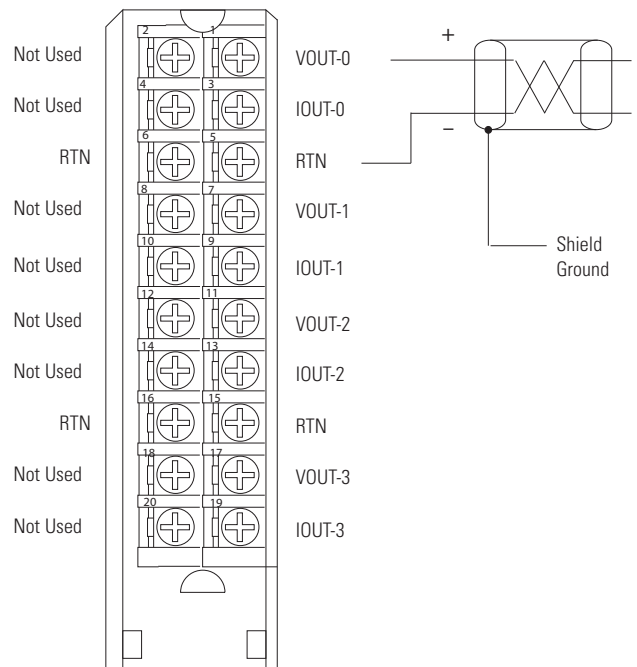 2 1
Not Used VOUT-0 +
4 3
Not Used IOUT-0
6 5
RTN RTN –
8 7
Not Used VOUT-1
10 9
Not Used IOUT-1
Shield
Ground
12 11
Not Used VOUT-2
14 13
Not Used IOUT-2
16 15
RTN RTN
18 17
Not Used VOUT-3
20 19
Not Used IOUT-3